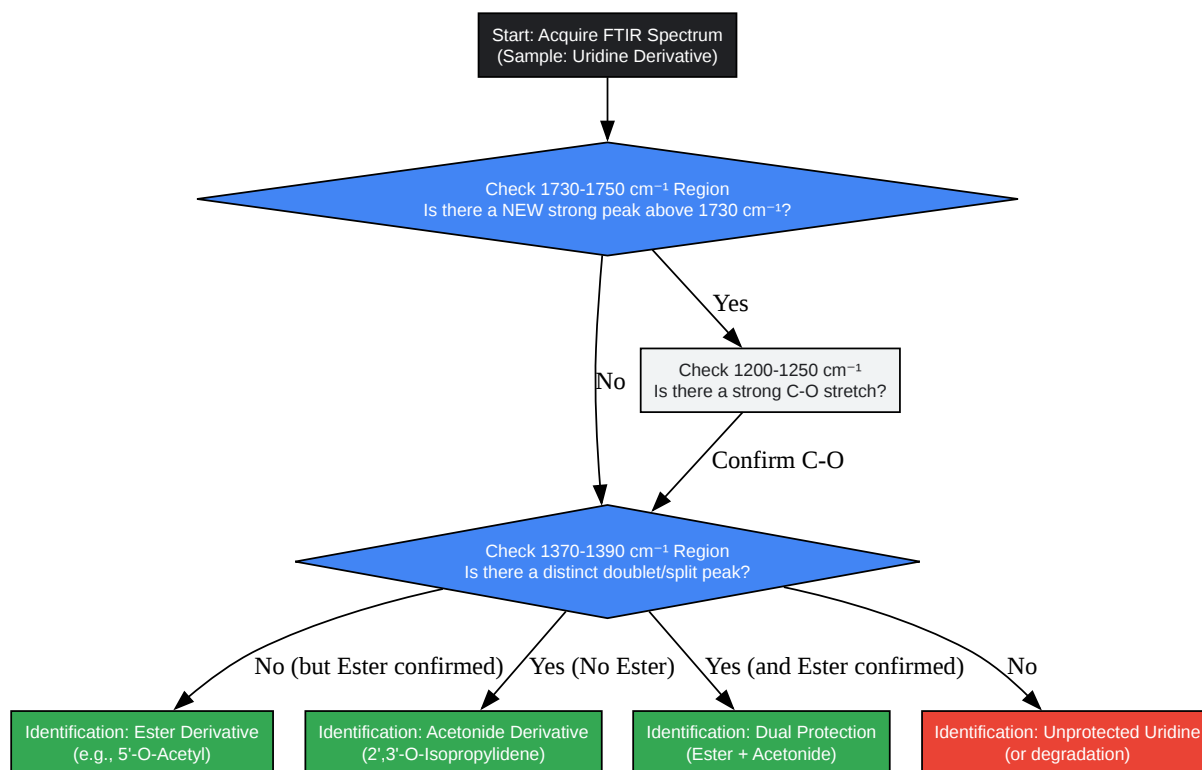 Start: Acquire FTIR Spectrum
(Sample: Uridine Derivative)
Check 1730-1750 cm⁻¹ Region
Is there a NEW strong peak above 1730 cm⁻¹?
Yes
Check 1200-1250 cm⁻¹
Is there a strong C-O stretch?
No
Confirm C-O
Check 1370-1390 cm⁻¹ Region
Is there a distinct doublet/split peak?
No (but Ester confirmed)
Yes (No Ester)
Yes (and Ester confirmed)
No
Identification: Ester Derivative
(e.g., 5'-O-Acetyl)
Identification: Acetonide Derivative
(2',3'-O-Isopropylidene)
Identification: Dual Protection
(Ester + Acetonide)
Identification: Unprotected Uridine
(or degradation)